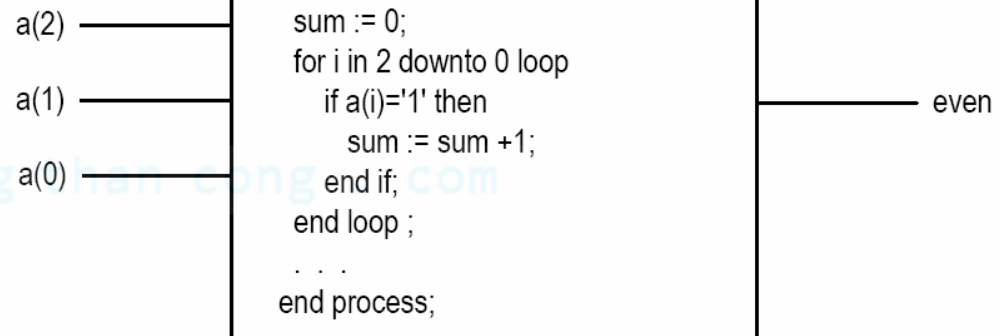 a(2)
sum := 0;
for i in 2 downto 0 loop
a(1)
if a(i)='1' then
even
sum := sum +1;
a(0)
end if;
end loop ;
. . .
end process;